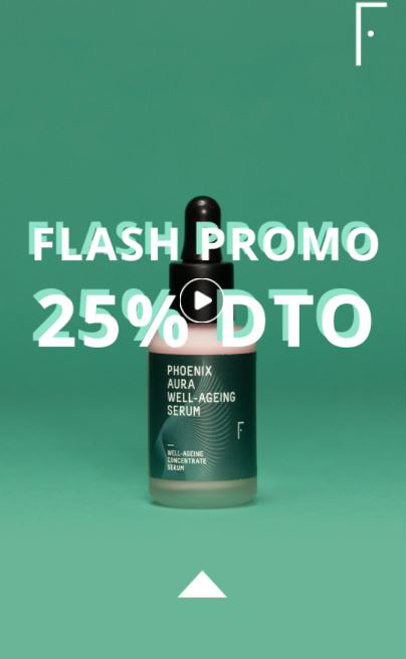 FLASH PROMO
25% DTO
PHOENIX
AURA
WELL-AGEING
SERUM
WELL-AGEING
CONCENTRATE
SERUM